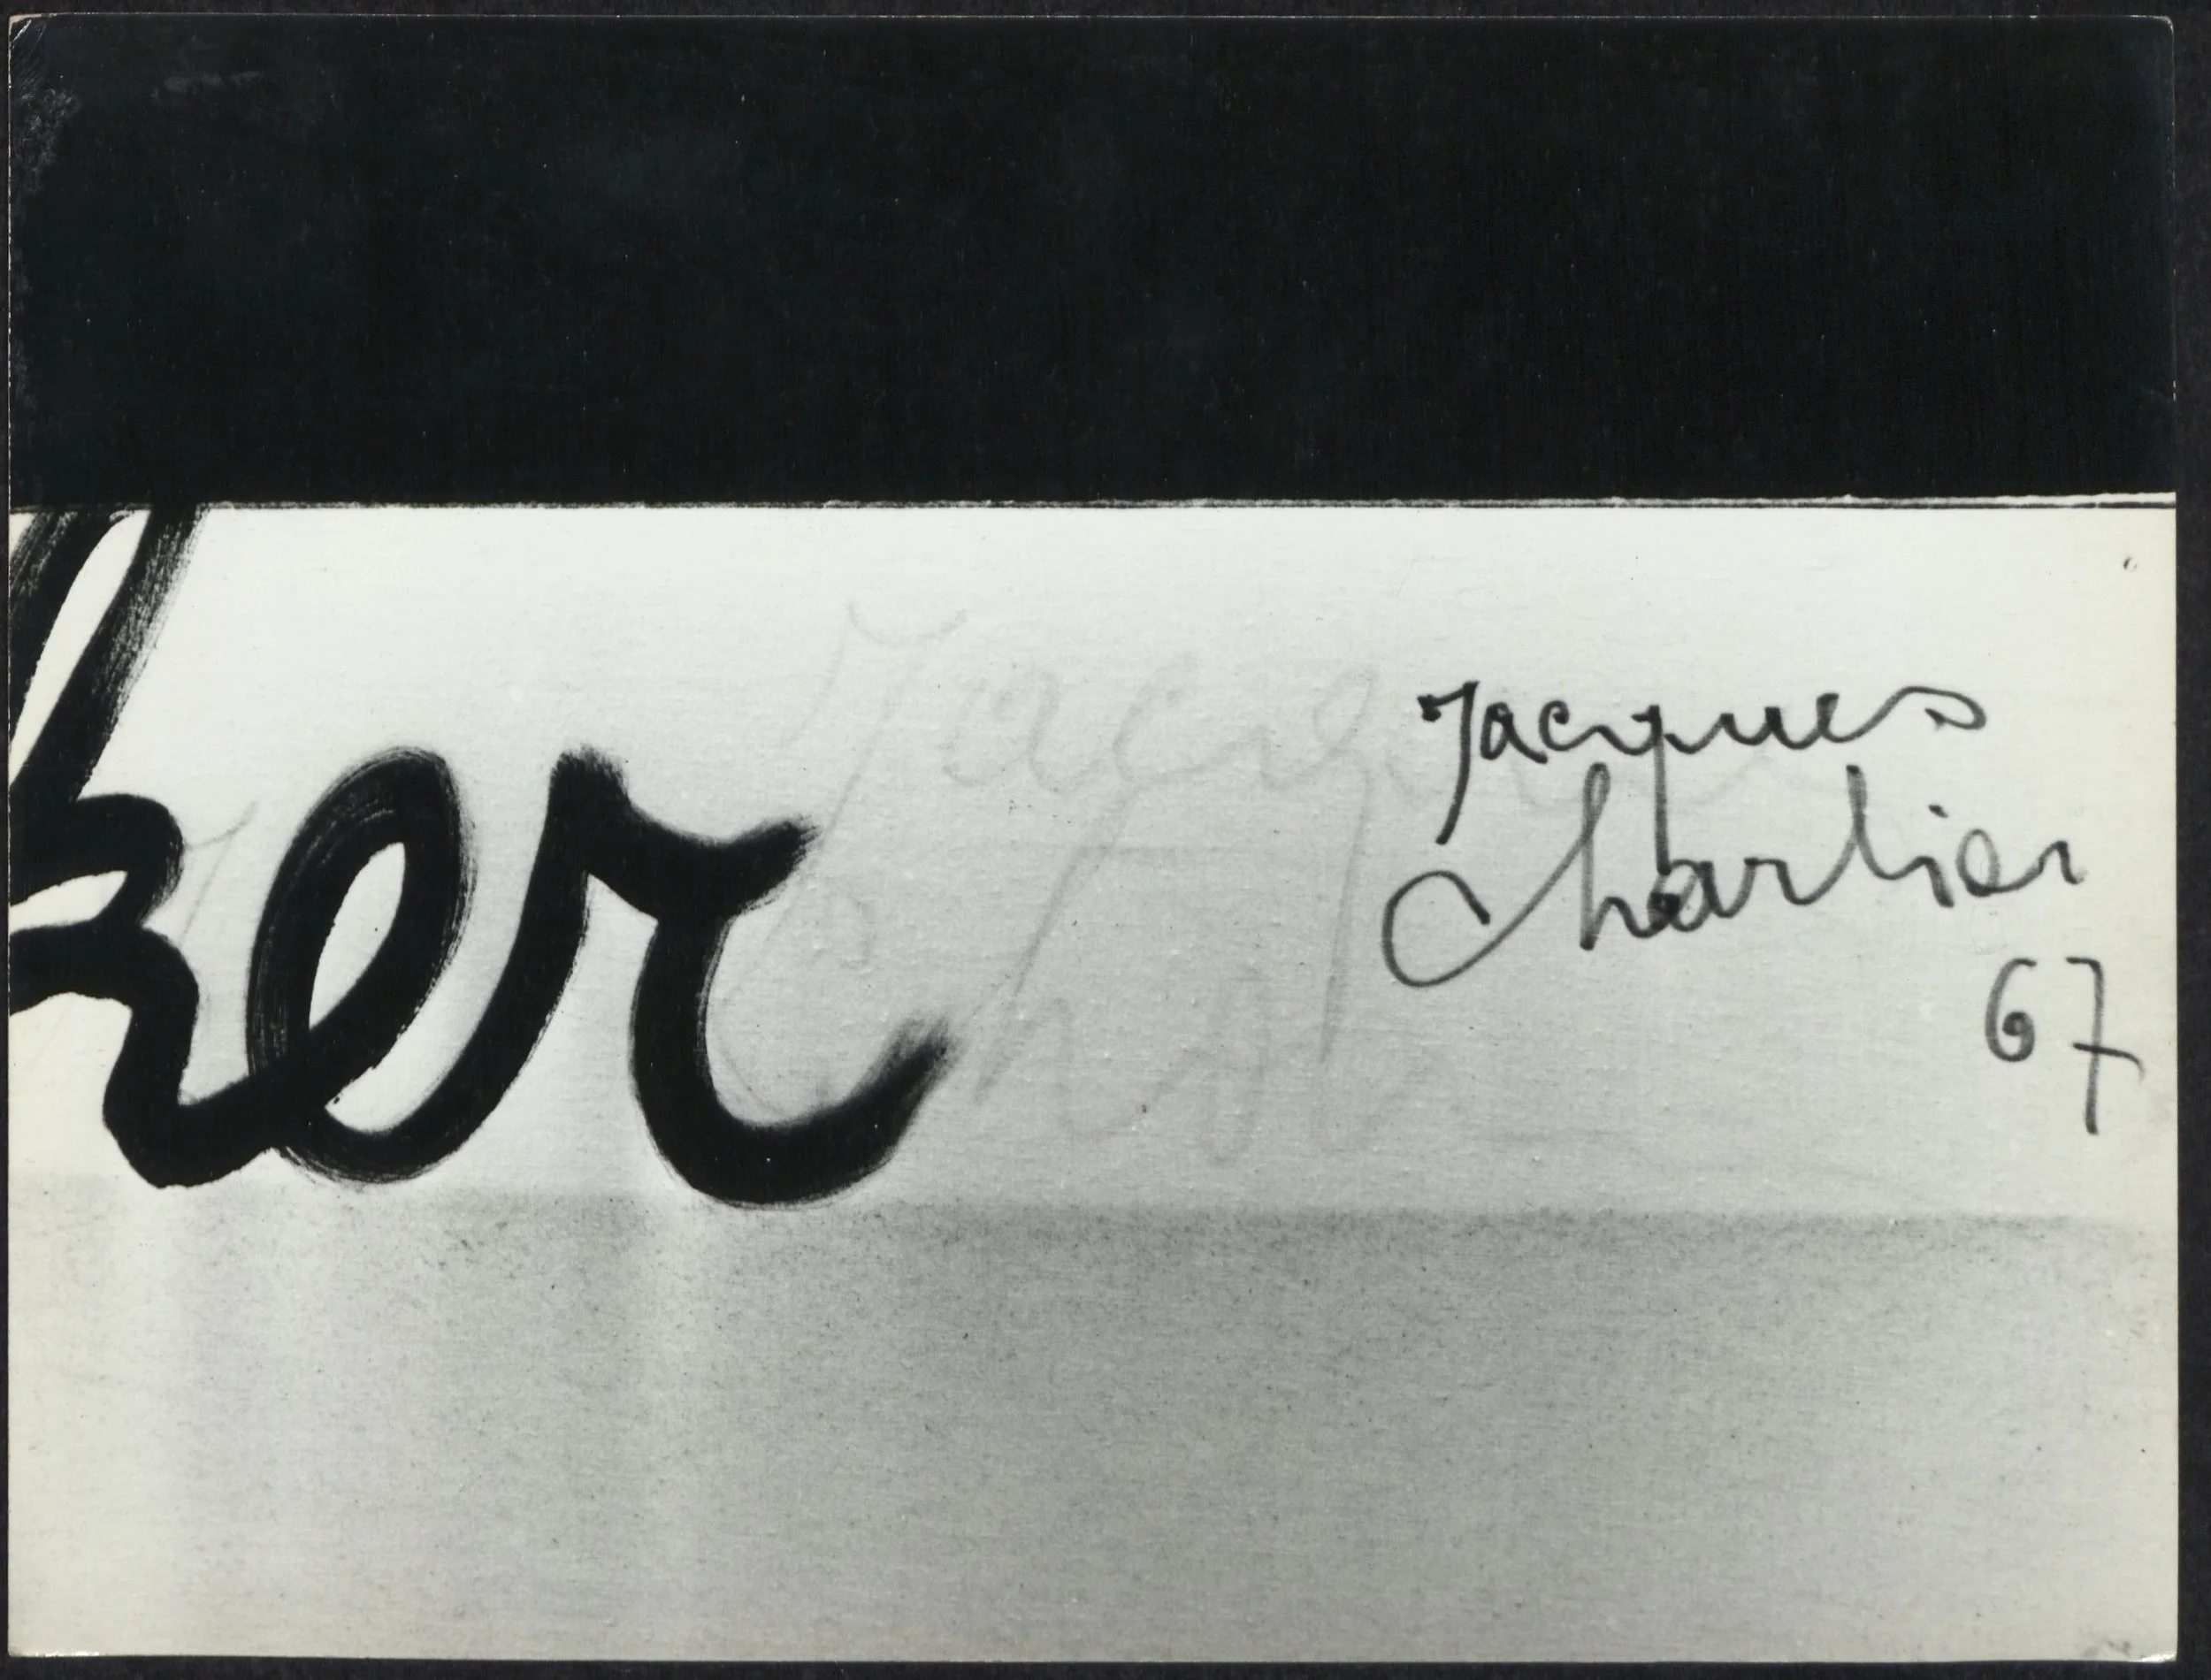 ker
Jacques
Charlier
67